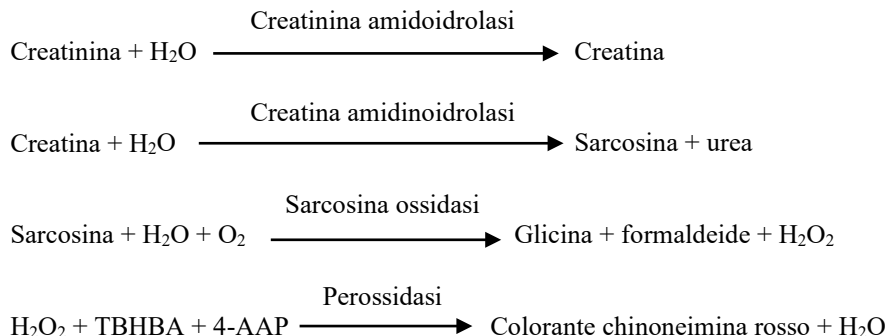 Creatinina amidoidrolasi
Creatinina + H₂O Creatina
Creatina amidinoidrolasi
Creatina + H₂O Sarcosina + urea
Sarcosina ossidasi
Sarcosina + H₂O + O₂ Glicina + formaldeide + H₂O₂
Perossidasi
H₂O₂ + TBHBA + 4-AAP Colorante chinoneimina rosso + H₂O